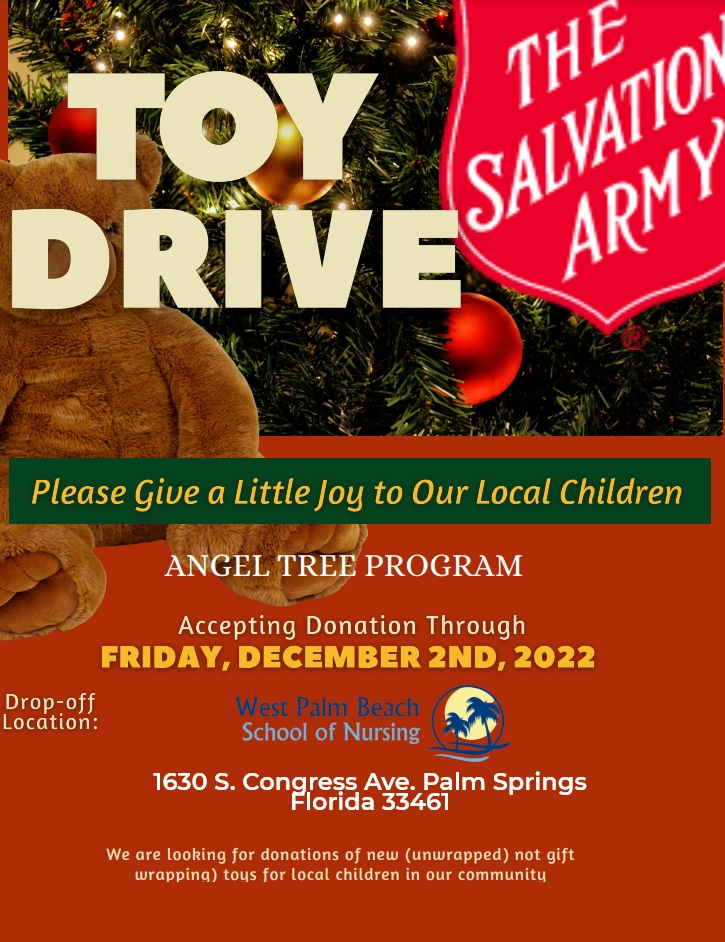 THE
SALVATION
ARMY
TOY
DRIVE
Please Give a Little Joy to Our Local Children
ANGEL TREE PROGRAM
Accepting Donation Through
FRIDAY, DECEMBER 2ND, 2022
Drop-off
Location:
West Palm Beach
School of Nursing
1630 S. Congress Ave. Palm Springs
Florida 33461
We are looking for donations of new (unwrapped) not gift
wrapping) toys for local children in our community